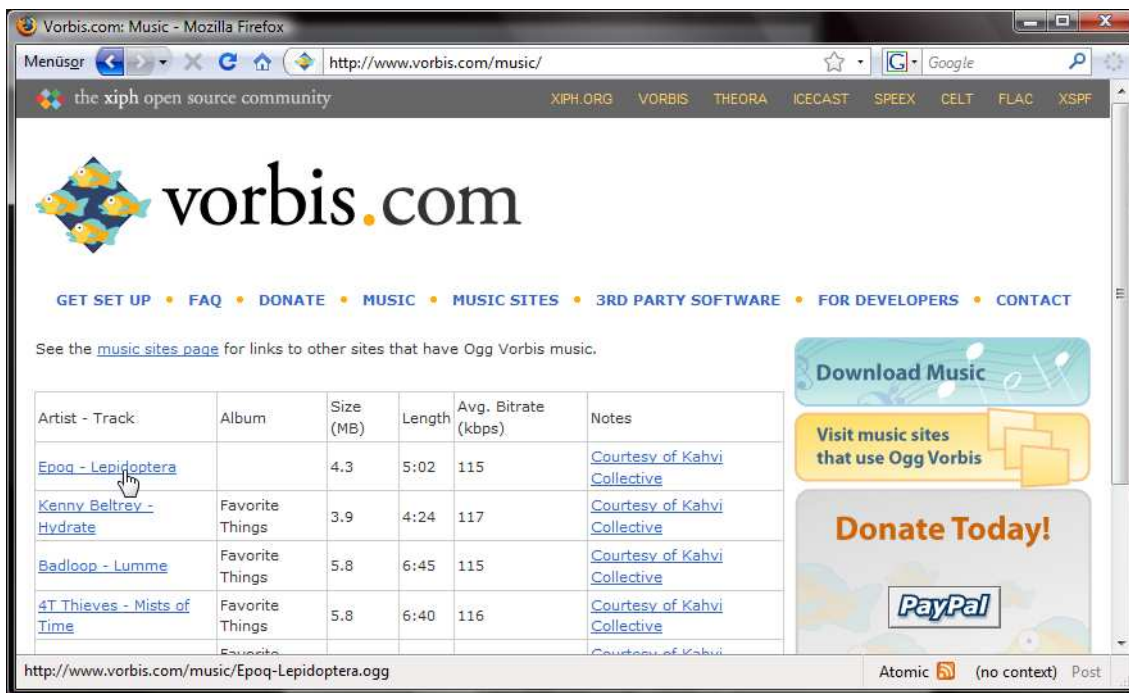 Vorbis.com: Music - Mozilla Firefox
Menüsor http://www.vorbis.com/music/ G Google
the xiph open source community XIPH.ORG VORBIS THEORA ICECAST SPEEX CELT FLAC XSPF
vorbis.com
GET SET UP • FAQ • DONATE • MUSIC • MUSIC SITES • 3RD PARTY SOFTWARE • FOR DEVELOPERS • CONTACT
See the music sites page for links to other sites that have Ogg Vorbis music.
Download Music
Artist - Track Album Size (MB) Length Avg. Bitrate (kbps) Notes
Visit music sites
that use Ogg Vorbis
Epoq - Lepidoptera 4.3 5:02 115 Courtesy of Kahvi Collective
Kenny Beltrey - Hydrate Favorite Things 3.9 4:24 117 Courtesy of Kahvi Collective
Donate Today!
Badloop - Lumme Favorite Things 5.8 6:45 115 Courtesy of Kahvi Collective
4T Thieves - Mists of Time Favorite Things 5.8 6:40 116 Courtesy of Kahvi Collective
PayPal
Favorite Courtesy of Kahvi
http://www.vorbis.com/music/Epoq-Lepidoptera.ogg Atomic (no context) Post